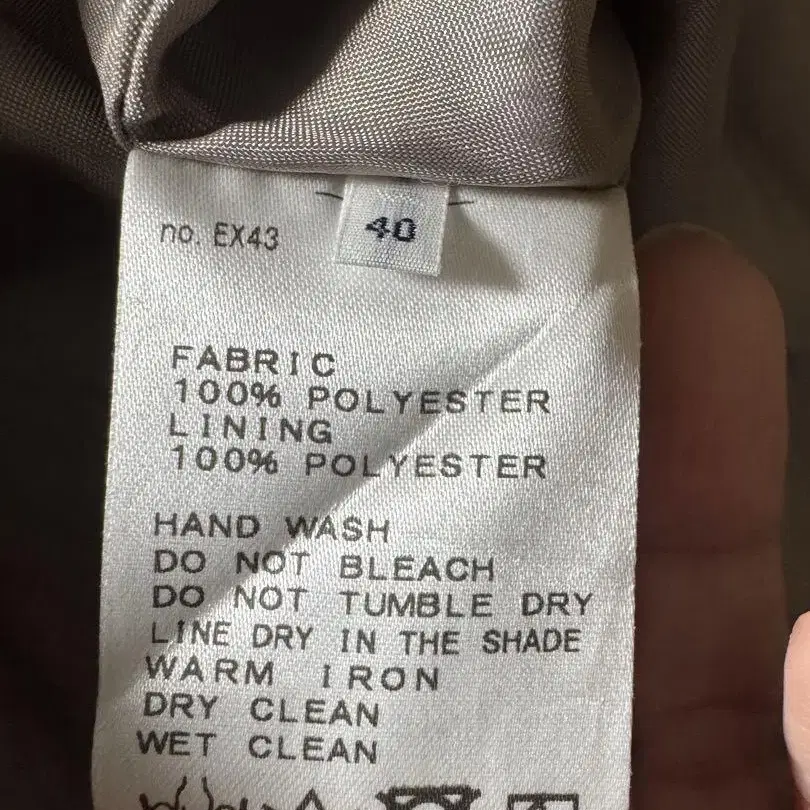 no. EX43
40
FABRIC
100% POLYESTER
LINING
100% POLYESTER
HAND WASH
DO NOT BLEACH
DO NOT TUMBLE DRY
LINE DRY IN THE SHADE
WARM IRON
DRY CLEAN
WET CLEAN